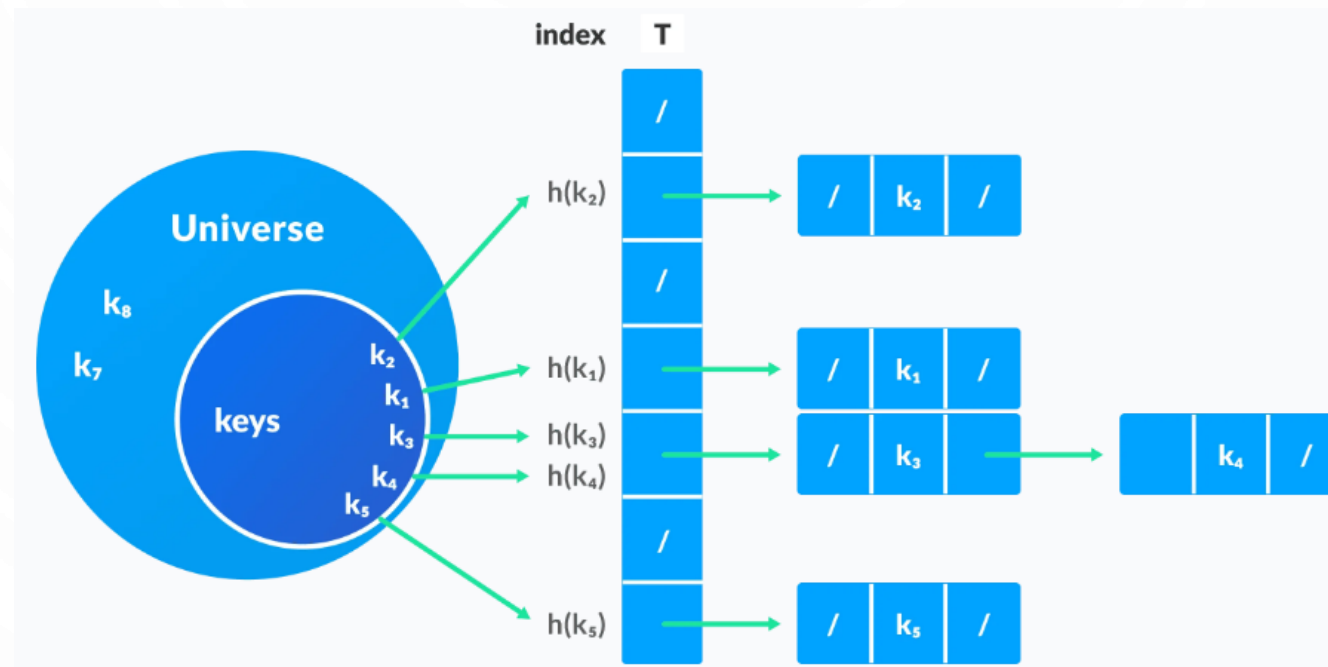 index T
/
h(k₂) / k₂ /
Universe
/
k₈
k₇
k₂
h(k₁) / k₁ /
k₁
keys
k₃
h(k₃)
/ k₃ k₄ /
k₄
h(k₄)
k₅
/
h(k₅) / k₅ /